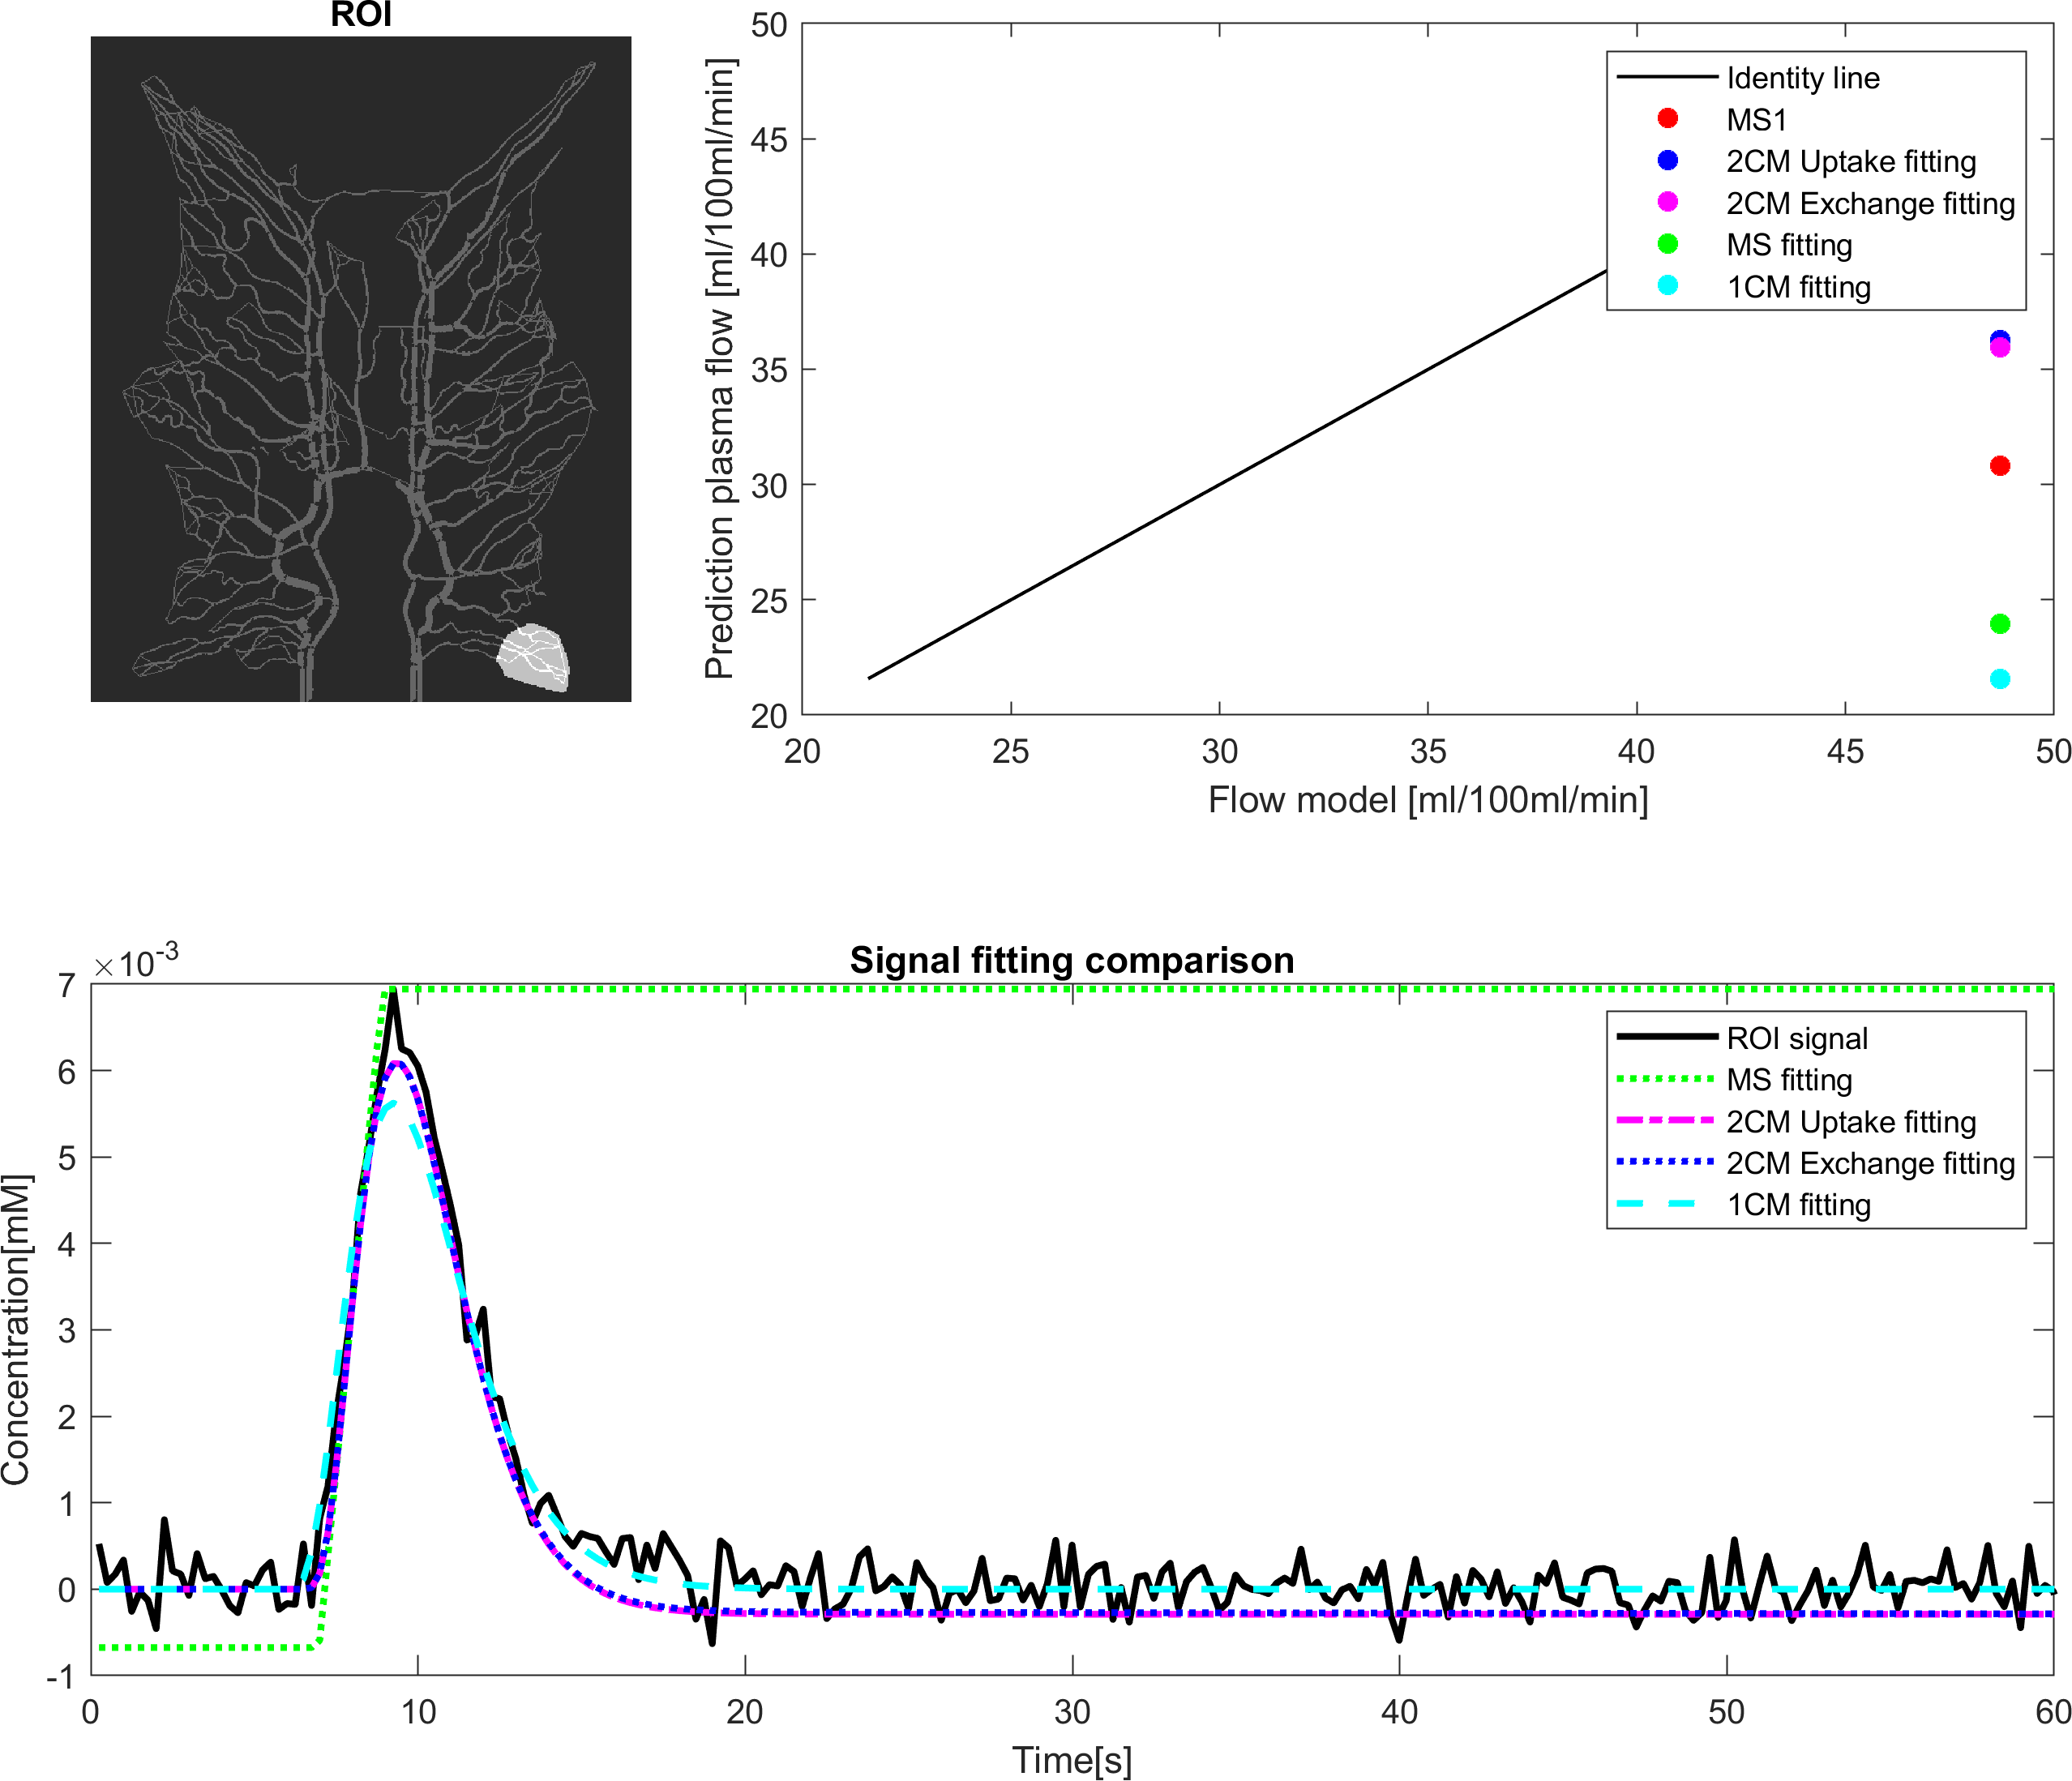 ROI
50
45
40
35
30
25
20
Prediction plasma flow [ml/100ml/min]
Identity line
MS1
2CM Uptake fitting
2CM Exchange fitting
MS fitting
1CM fitting
20 25 30 35 40 45 50
Flow model [ml/100ml/min]
Signal fitting comparison
×10-3
7
6
5
4
3
2
1
0
-1
Concentration[mM]
ROI signal
MS fitting
2CM Uptake fitting
2CM Exchange fitting
1CM fitting
0 10 20 30 40 50 60
Time[s]